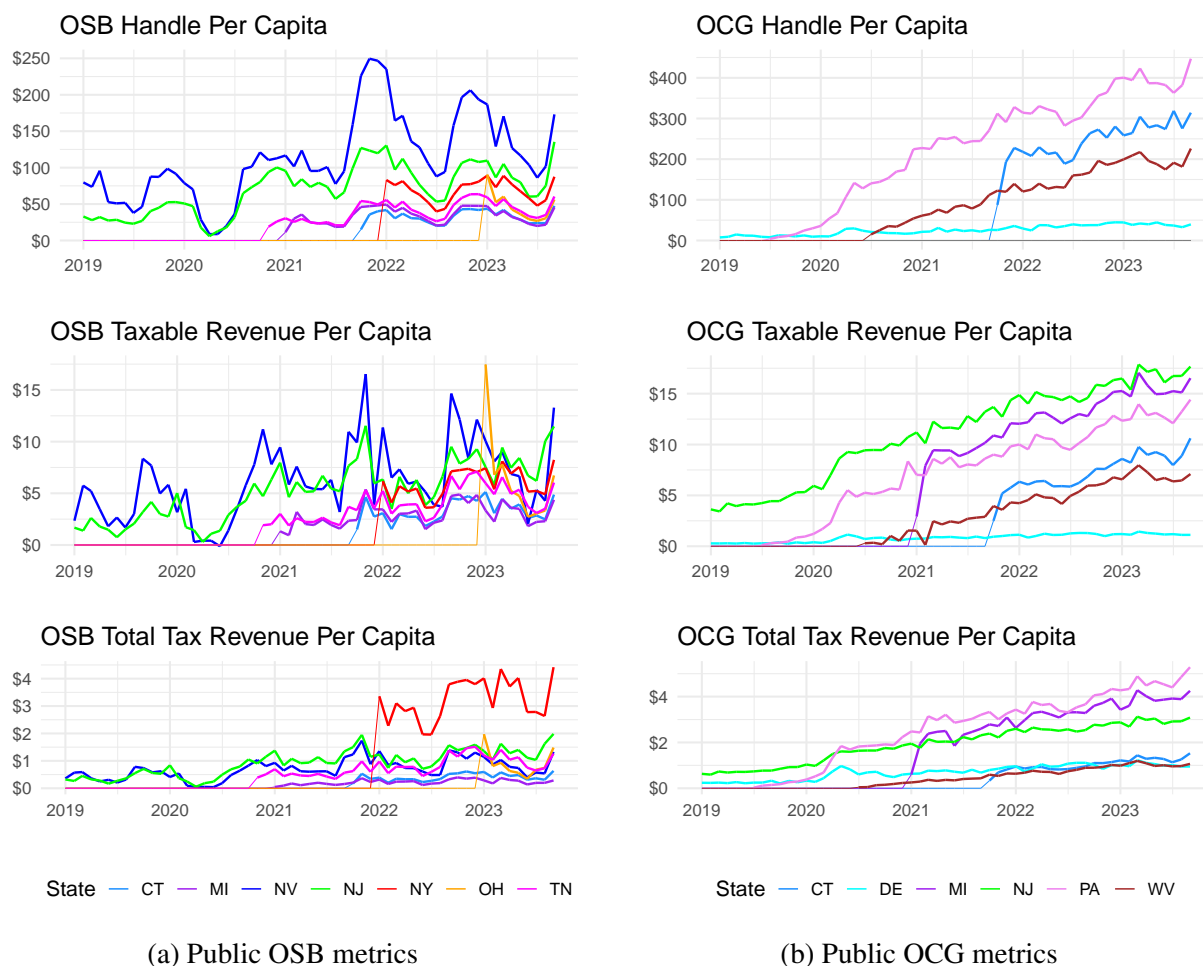 OSB Handle Per Capita
$250
$200
$150
$100
$50
$0
2019 2020 2021 2022 2023
OSB Taxable Revenue Per Capita
$15
$10
$5
$0
2019 2020 2021 2022 2023
OSB Total Tax Revenue Per Capita
$4
$3
$2
$1
$0
2019 2020 2021 2022 2023
State CT MI NV NJ NY OH TN
(a) Public OSB metrics
OCG Handle Per Capita
$400
$300
$200
$100
$0
2019 2020 2021 2022 2023
OCG Taxable Revenue Per Capita
$15
$10
$5
$0
2019 2020 2021 2022 2023
OCG Total Tax Revenue Per Capita
$4
$2
$0
2019 2020 2021 2022 2023
State CT DE MI NJ PA WV
(b) Public OCG metrics